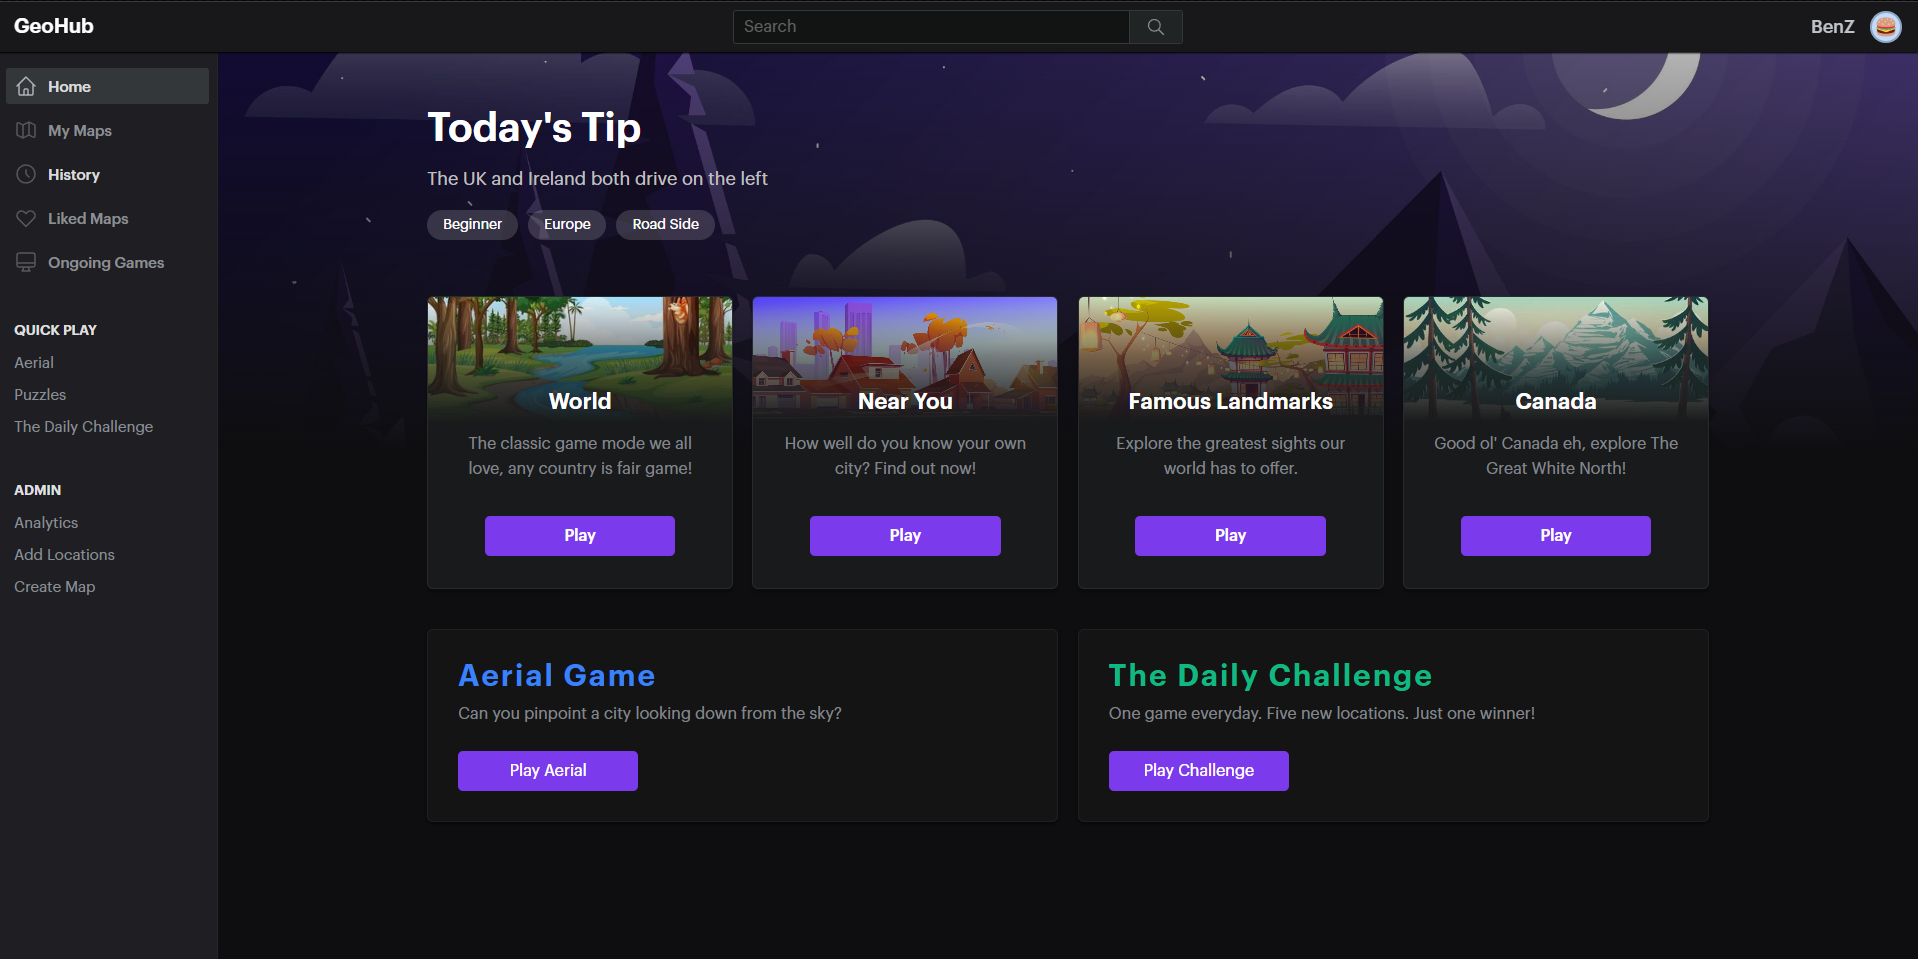 GeoHub
Search
BenZ
Home
My Maps
History
Liked Maps
Ongoing Games
QUICK PLAY
Aerial
Puzzles
The Daily Challenge
ADMIN
Analytics
Add Locations
Create Map
Today's Tip
The UK and Ireland both drive on the left
Beginner
Europe
Road Side
World
The classic game mode we all
love, any country is fair game!
Play
Near You
How well do you know your own
city? Find out now!
Play
Famous Landmarks
Explore the greatest sights our
world has to offer.
Play
Canada
Good ol' Canada eh, explore The
Great White North!
Play
Aerial Game
Can you pinpoint a city looking down from the sky?
Play Aerial
The Daily Challenge
One game everyday. Five new locations. Just one winner!
Play Challenge